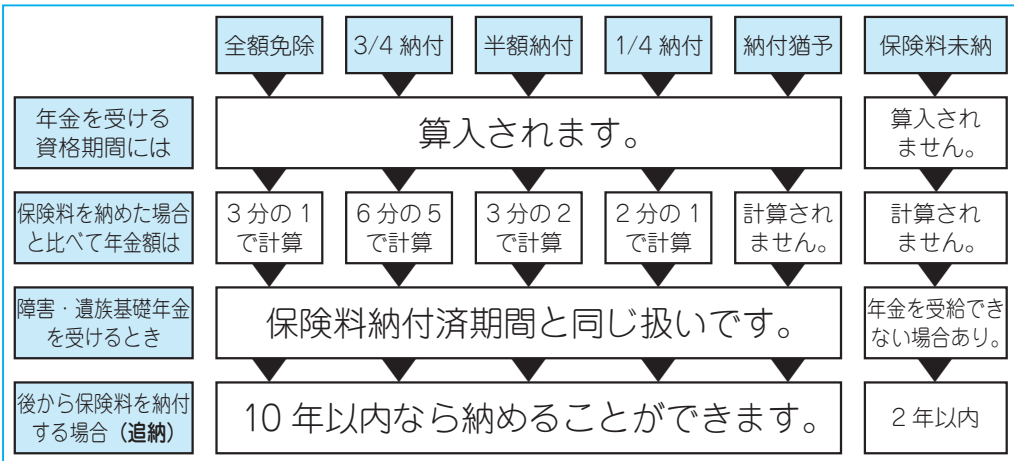 全額免除
3/4 納付
半額納付
1/4 納付
納付猶予
保険料未納
年金を受ける
資格期間には
算入されます。
算入され
ません。
保険料を納めた場合
と比べて年金額は
3 分の 1
で計算
6 分の 5
で計算
3 分の 2
で計算
2 分の 1
で計算
計算され
ません。
計算され
ません。
障害・遺族基礎年金
を受けるとき
保険料納付済期間と同じ扱いです。
年金を受給でき
ない場合あり。
後から保険料を納付
する場合（追納）
10 年以内なら納めることができます。
2 年以内